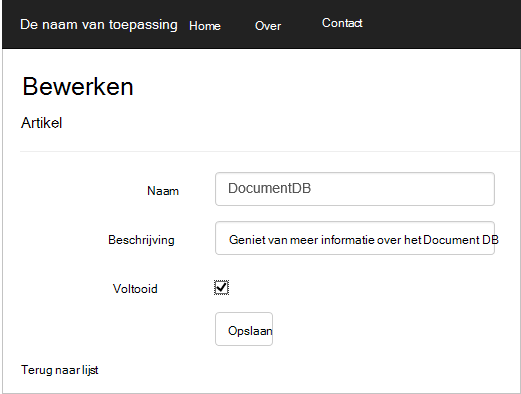 De naam van toepassing Home Over Contact
Bewerken
Artikel
Naam DocumentDB
Beschrijving Geniet van meer informatie over het Document DB
Voltooid
Opslaan
Terug naar lijst